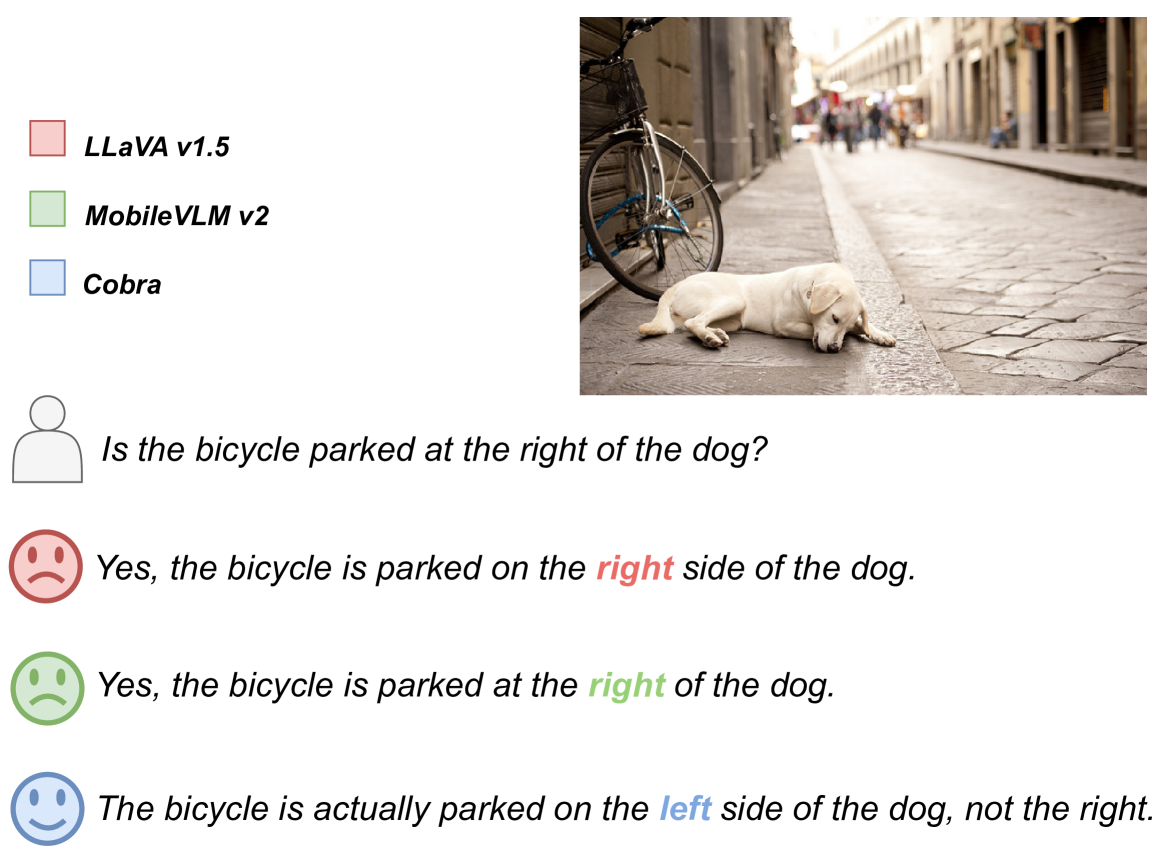 LLaVA v1.5
MobileVLM v2
Cobra
Is the bicycle parked at the right of the dog?
Yes, the bicycle is parked on the right side of the dog.
Yes, the bicycle is parked at the right of the dog.
The bicycle is actually parked on the left side of the dog, not the right.